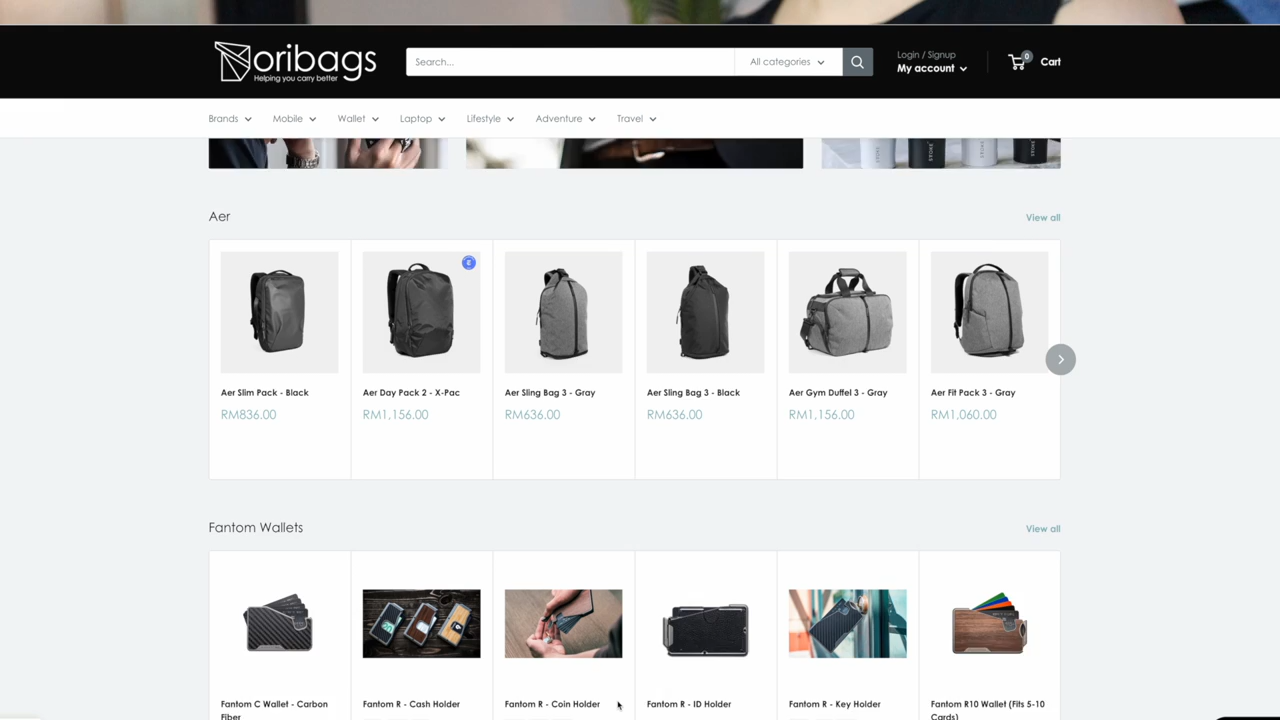 oribags
Helping you carry better
Search...
All categories
Login / Signup
My account
0
Cart
Brands
Mobile
Wallet
Laptop
Lifestyle
Adventure
Travel
Aer
View all
Aer Slim Pack - Black
RM836.00
Aer Day Pack 2 - X-Pac
RM1,156.00
Aer Sling Bag 3 - Gray
RM636.00
Aer Sling Bag 3 - Black
RM636.00
Aer Gym Duffel 3 - Gray
RM1,156.00
Aer Fit Pack 3 - Gray
RM1,060.00
Fantom Wallets
View all
Fantom C Wallet - Carbon
Fiber
Fantom R - Cash Holder
Fantom R - Coin Holder
Fantom R - ID Holder
Fantom R - Key Holder
Fantom R10 Wallet (Fits 5-10
Cards)